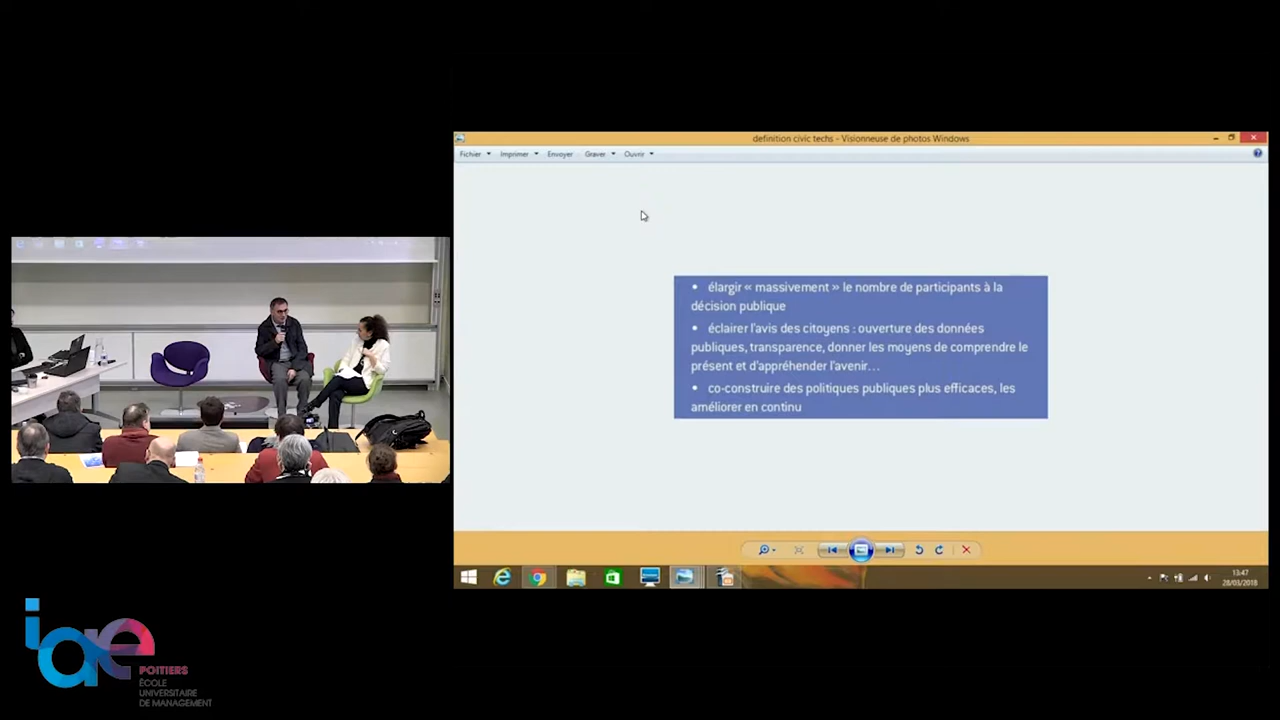 definition civic techs - Visionneuse de photos Windows
Fichier Imprimer Envoyer Graver Ouvrir
• élargir « massivement » le nombre de participants à la
décision publique
• éclairer l'avis des citoyens : ouverture des données
publiques, transparence, donner les moyens de comprendre le
présent et d'appréhender l'avenir...
• co-construire des politiques publiques plus efficaces, les
améliorer en continu
13:47
28/03/2018
iae
POITIERS
ÉCOLE
UNIVERSITAIRE
DE MANAGEMENT